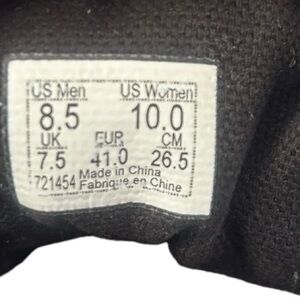 US Men US Women
8.5 10.0
UK EUR CM
7.5 41.0 26.5
721454 Made in China
Fabriqué en Chine